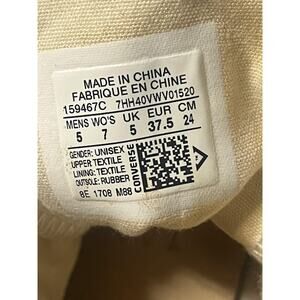 MADE IN CHINA
FABRIQUE EN CHINE
159467C 7HH40VWV01520
MENS WO'S UK EUR CM
5 7 5 37.5 24
GENDER: UNISEX
UPPER: TEXTILE
LINING: TEXTILE
OUTSOLE: RUBBER
8E 1708 M88
CONVERSE